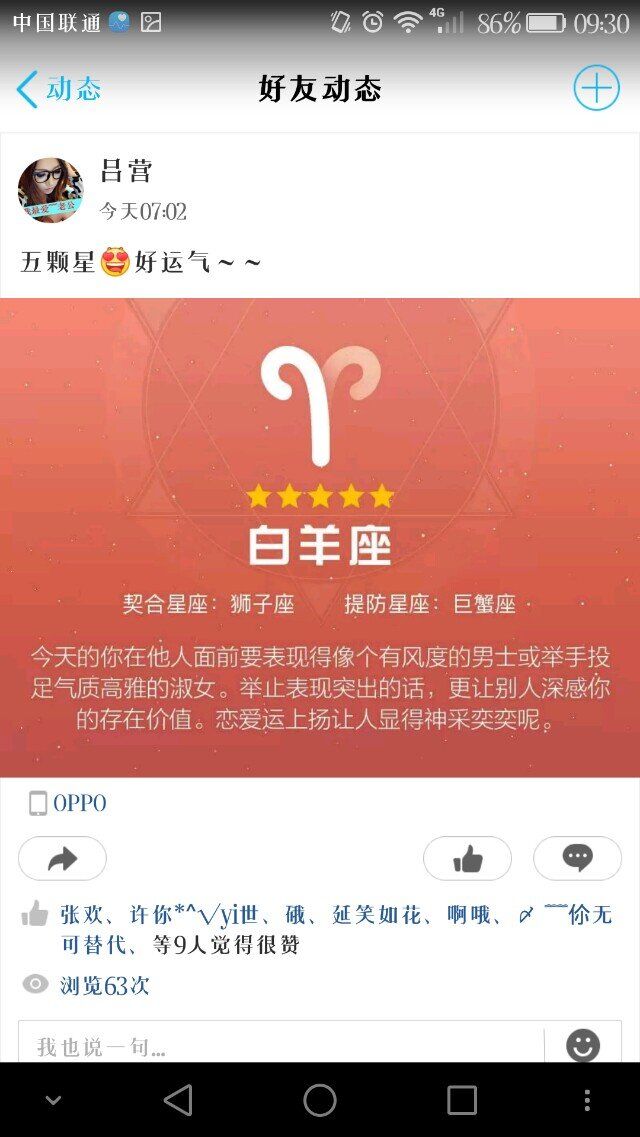 中国联通 4G 86% 09:30
动态 好友动态
吕营
今天07:02
五颗星😍好运气～～
白羊座
契合星座：狮子座 提防星座：巨蟹座
今天的你在他人面前要表现得像个有风度的男士或举手投
足气质高雅的淑女。举止表现突出的话，更让别人深感你
的存在价值。恋爱运上扬让人显得神采奕奕呢。
OPPO
张欢、许你*^√yi世、硪、延笑如花、啊哦、〆 ﹌伱无
可替代、等9人觉得很赞
浏览63次
我也说一句...